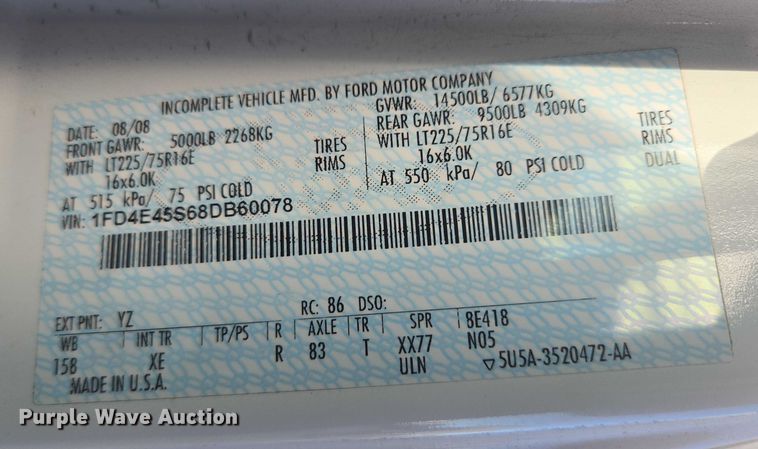 INCOMPLETE VEHICLE MFD. BY FORD MOTOR COMPANY
DATE: 08/08 GVWR: 14500LB/ 6577KG
FRONT GAWR: 5000LB 2268KG REAR GAWR: 9500LB 4309KG
WITH LT225/75R16E TIRES WITH LT225/75R16E TIRES
16x6.0K RIMS 16x6.0K RIMS
AT 515 kPa/ 75 PSI COLD AT 550 kPa/ 80 PSI COLD DUAL
VIN: 1FD4E45S68DB60078
EXT PNT: YZ RC: 86 DSO:
WB INT TR TP/PS R AXLE TR SPR 8E418
158 XE R 83 T XX77 N05
ULN ▽5U5A-3520472-AA
MADE IN U.S.A.
Purple Wave Auction